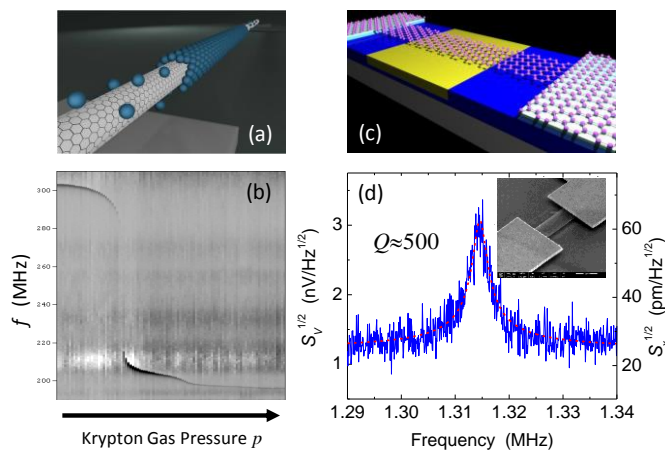 (a)
(c)
(b)
300
280
260
240
220
200
f (MHz)
Krypton Gas Pressure p
(d)
Q≈500
3
2
1
S_V^{1/2} (nV/Hz^{1/2})
60
40
20
S_x^{1/2} (pm/Hz^{1/2})
1.29 1.30 1.31 1.32 1.33 1.34
Frequency (MHz)